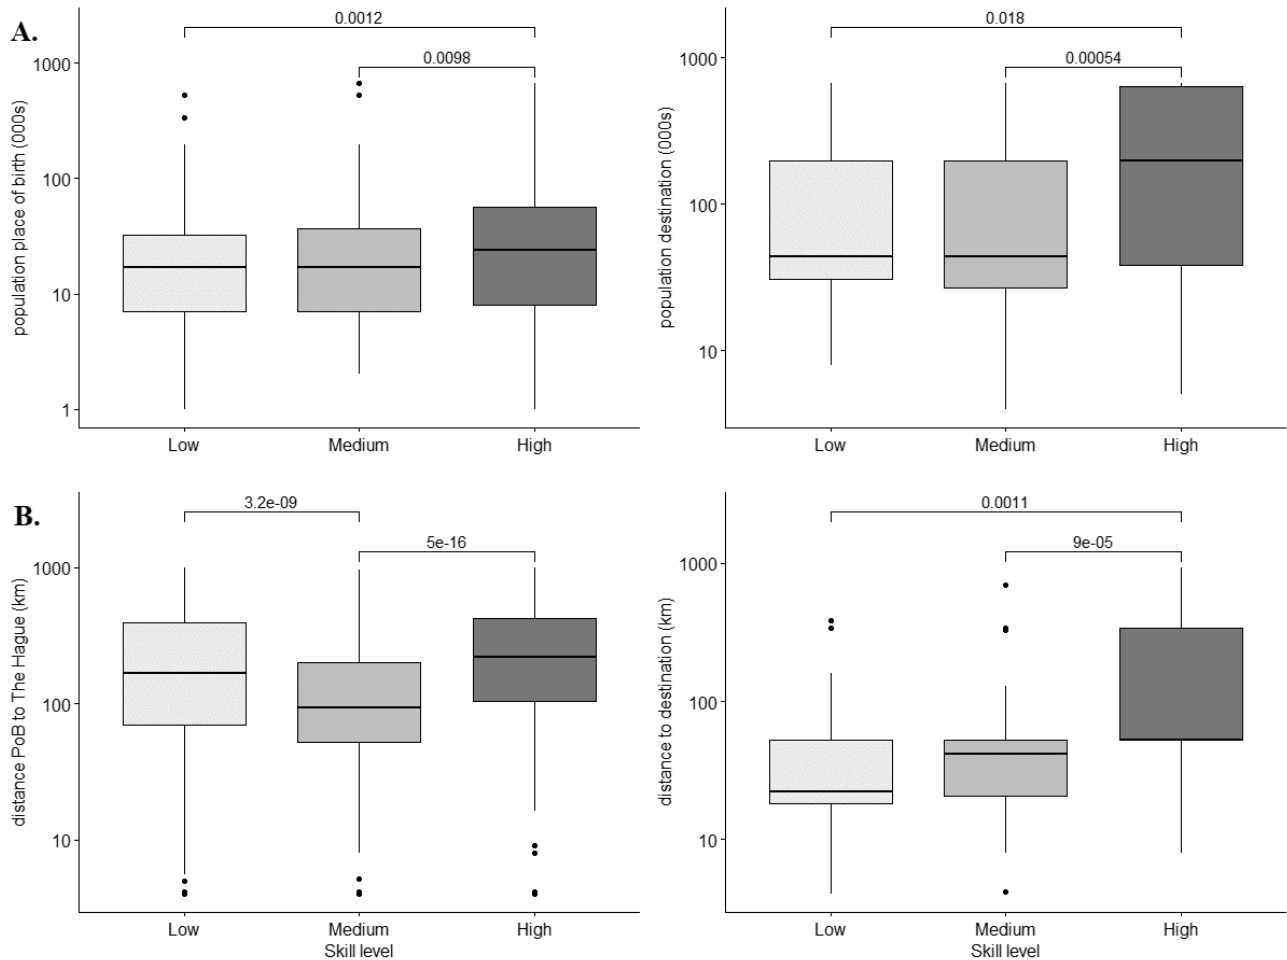 A.
0.0012
0.0098
1000
100
10
1
population place of birth (000s)
Low Medium High
0.018
0.00054
1000
100
10
population destination (000s)
Low Medium High
B.
3.2e-09
5e-16
1000
100
10
distance PoB to The Hague (km)
Low Medium High
Skill level
0.0011
9e-05
1000
100
10
distance to destination (km)
Low Medium High
Skill level